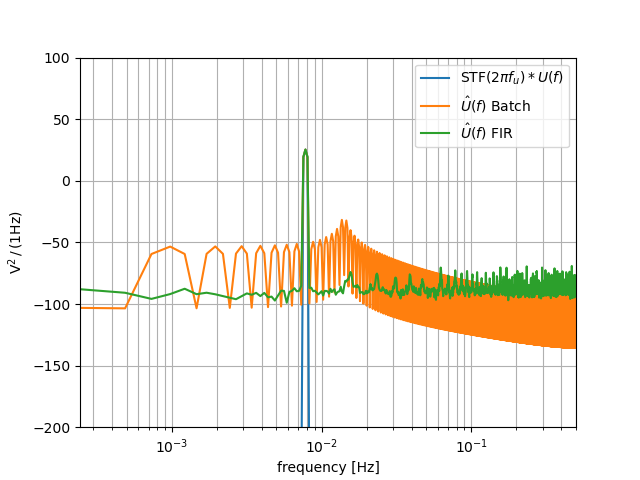 100
50
0
−50
−100
−150
−200
V² / (1Hz)
STF(2πfᵤ) * U(f)
Û(f) Batch
Û(f) FIR
10⁻³
10⁻²
10⁻¹
frequency [Hz]